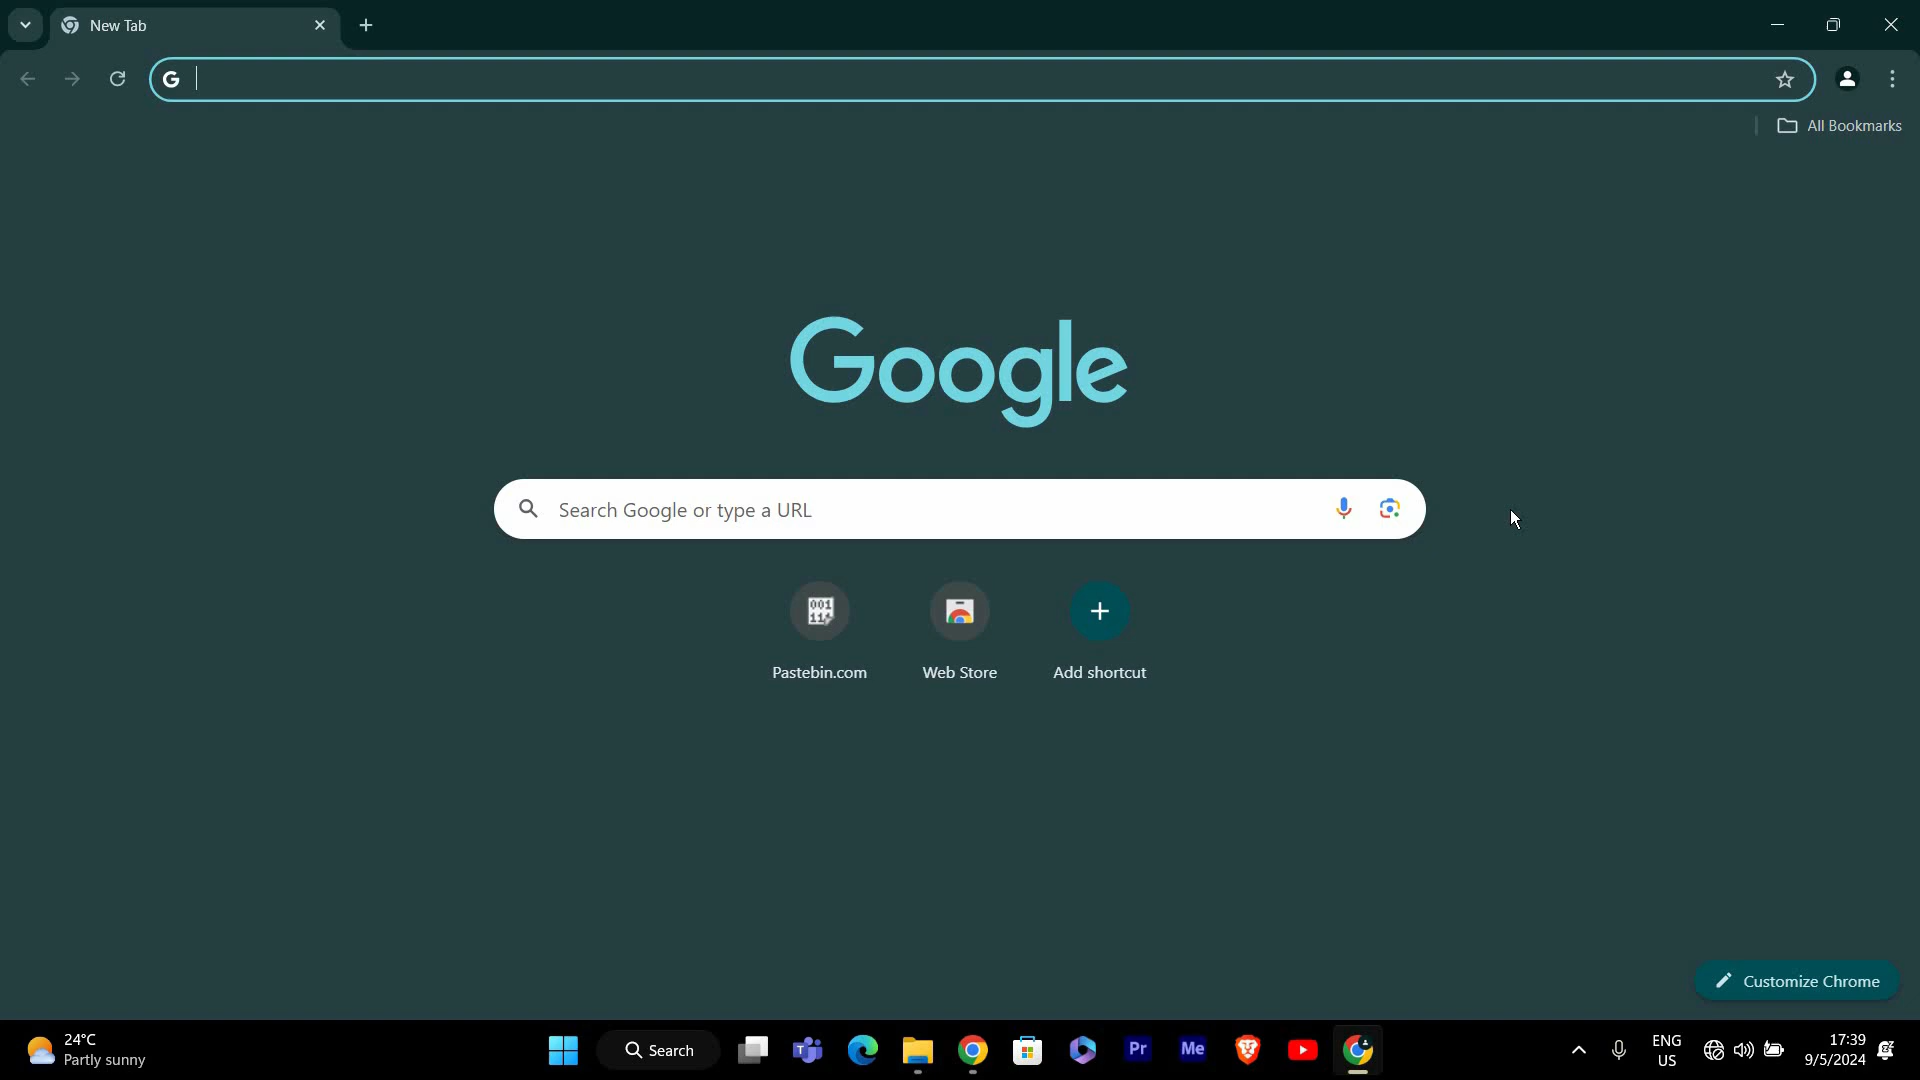 New Tab
All Bookmarks
Google
Search Google or type a URL
Pastebin.com
Web Store
Add shortcut
Customize Chrome
24°C
Partly sunny
Search
Pr
Me
ENG
US
17:39
9/5/2024